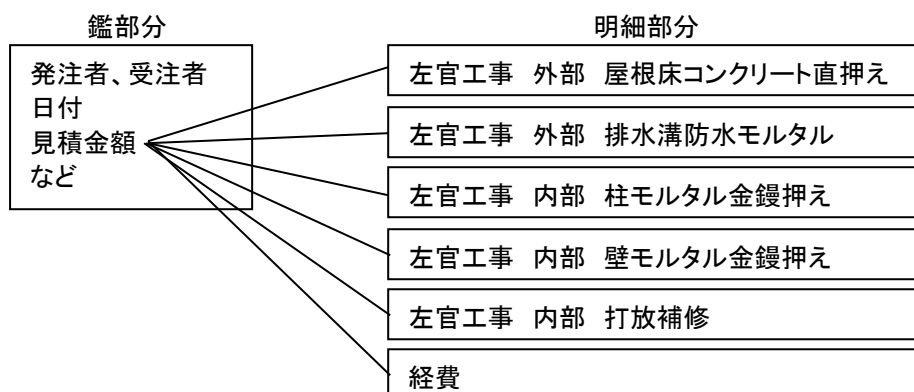 鑑部分
発注者、受注者
日付
見積金額
など
明細部分
左官工事 外部 屋根床コンクリート直押え
左官工事 外部 排水溝防水モルタル
左官工事 内部 柱モルタル金鏝押え
左官工事 内部 壁モルタル金鏝押え
左官工事 内部 打放補修
経費